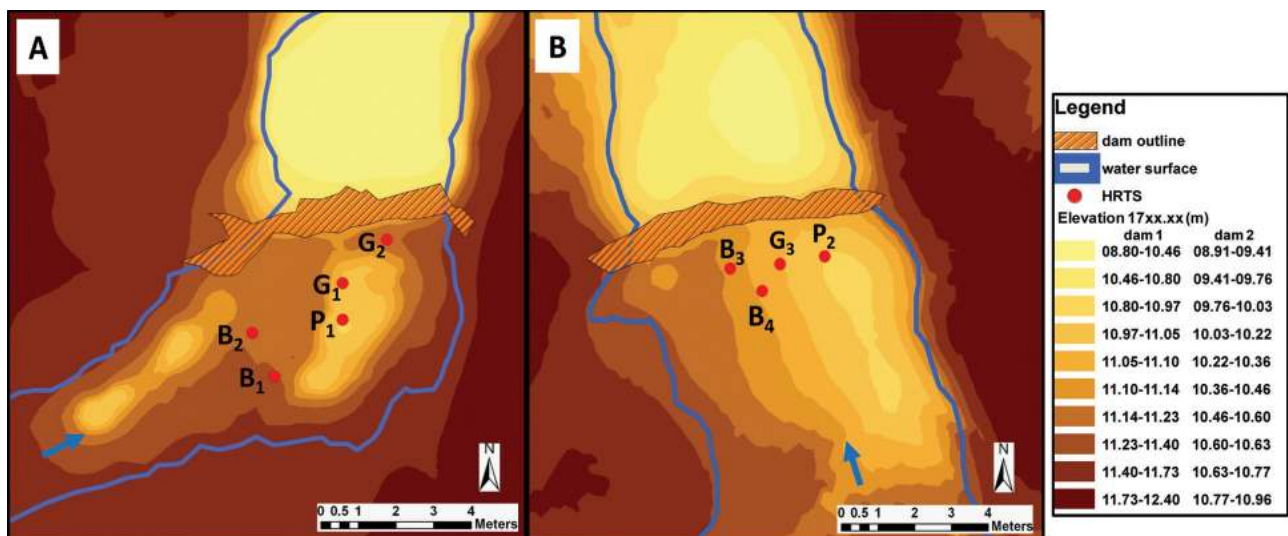 A
G₂
G₁
P₁
B₂
B₁
N
0 0.5 1 2 3 4
Meters
B
B₃ G₃ P₂
B₄
N
0 0.5 1 2 3 4
Meters
Legend
dam outline
water surface
HRTS
Elevation 17xx.xx (m)
dam 1 dam 2
08.80-10.46 08.91-09.41
10.46-10.80 09.41-09.76
10.80-10.97 09.76-10.03
10.97-11.05 10.03-10.22
11.05-11.10 10.22-10.36
11.10-11.14 10.36-10.46
11.14-11.23 10.46-10.60
11.23-11.40 10.60-10.63
11.40-11.73 10.63-10.77
11.73-12.40 10.77-10.96